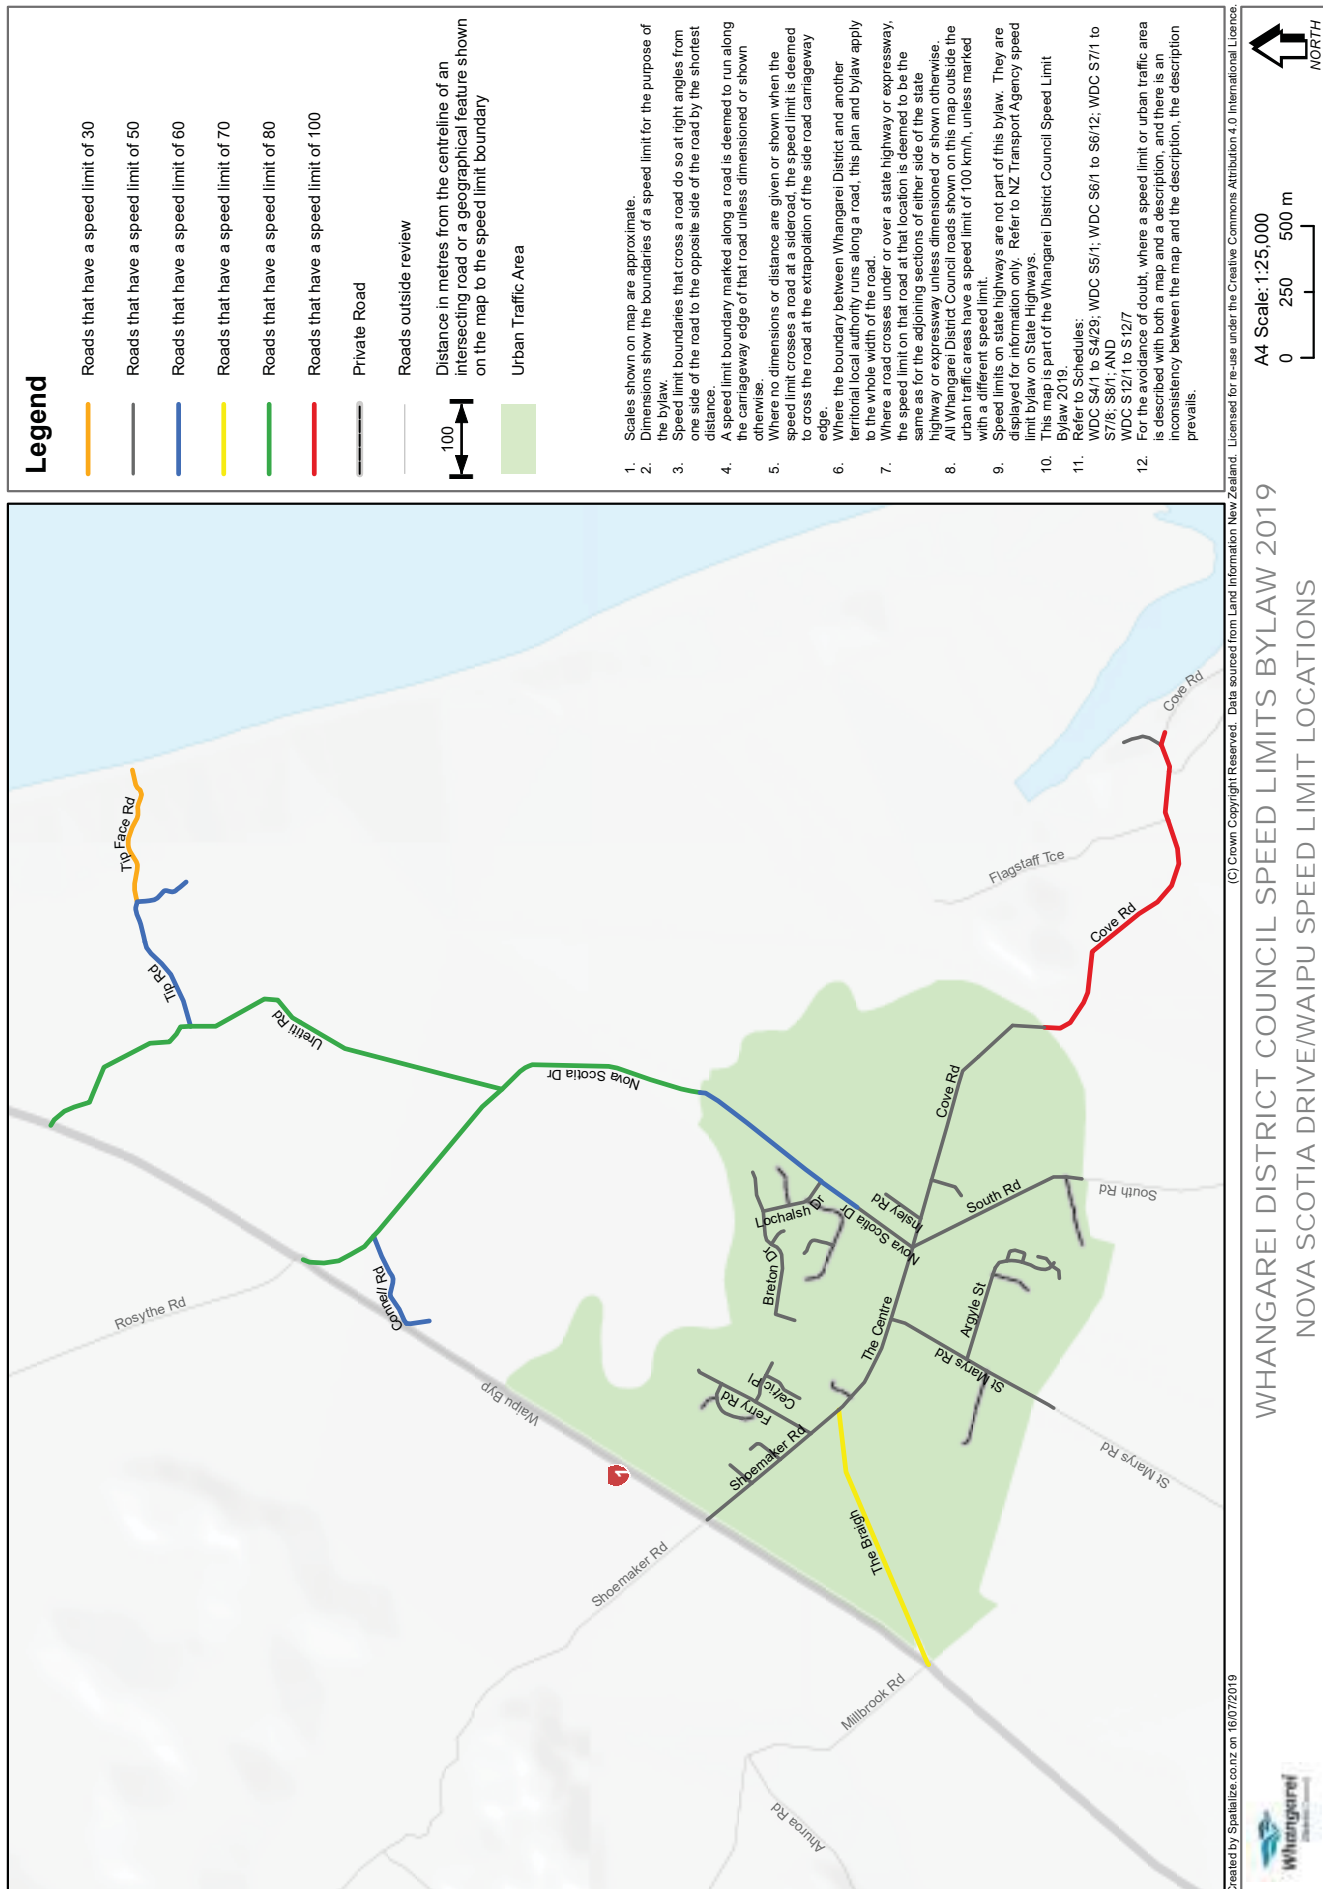 Legend
Roads that have a speed limit of 30
Roads that have a speed limit of 50
Roads that have a speed limit of 60
Roads that have a speed limit of 70
Roads that have a speed limit of 80
Roads that have a speed limit of 100
Private Road
Roads outside review
100
Distance in metres from the centreline of an
intersecting road or a geographical feature shown
on the map to the speed limit boundary
Urban Traffic Area
1. Scales shown on map are approximate.
2. Dimensions show the boundaries of a speed limit for the purpose of
the bylaw.
3. Speed limit boundaries that cross a road do so at right angles from
one side of the road to the opposite side of the road by the shortest
distance.
4. A speed limit boundary marked along a road is deemed to run along
the carriageway edge of that road unless dimensioned or shown
otherwise.
5. Where no dimensions or distance are given or shown when the
speed limit crosses a road at a sideroad, the speed limit is deemed
to cross the road at the extrapolation of the side road carriageway
edge.
6. Where the boundary between Whangarei District and another
territorial local authority runs along a road, this plan and bylaw apply
to the whole width of the road.
7. Where a road crosses under or over a state highway or expressway,
the speed limit on that road at that location is deemed to be the
same as for the adjoining sections of either side of the state
highway or expressway unless dimensioned or shown otherwise.
8. All Whangarei District Council roads shown on this map outside the
urban traffic areas have a speed limit of 100 km/h, unless marked
with a different speed limit.
9. Speed limits on state highways are not part of this bylaw. They are
displayed for information only. Refer to NZ Transport Agency speed
limit bylaw on State Highways.
10. This map is part of the Whangarei District Council Speed Limit
Bylaw 2019.
11. Refer to Schedules:
WDC S4/1 to S4/29; WDC S5/1; WDC S6/1 to S6/12; WDC S7/1 to
S7/8; S8/1; AND
WDC S12/1 to S12/7
12. For the avoidance of doubt, where a speed limit or urban traffic area
is described with both a map and a description, and there is an
inconsistency between the map and the description, the description
prevails.
Rosythe Rd
Connell Rd
Waipu Byp
1
Tip Face Rd
Tip Rd
Uretiti Rd
Nova Scotia Dr
Lochalsh Dr
Breton Dr
Nova Scotia Dr
Insley Rd
Cove Rd
South Rd
South Rd
The Centre
Argyle St
St Marys Rd
St Marys Rd
Celtic Pl
Ferry Rd
Shoemaker Rd
Shoemaker Rd
The Braigh
Millbrook Rd
Ahuroa Rd
Flagstaff Tce
Cove Rd
Cove Rd
Created by Spatialize.co.nz on 16/07/2019
(C) Crown Copyright Reserved. Data sourced from Land Information New Zealand. Licensed for re-use under the Creative Commons Attribution 4.0 International Licence.
Whangarei
WHANGAREI DISTRICT COUNCIL SPEED LIMITS BYLAW 2019
NOVA SCOTIA DRIVE/WAIPU SPEED LIMIT LOCATIONS
A4 Scale: 1:25,000
0 250 500 m
NORTH